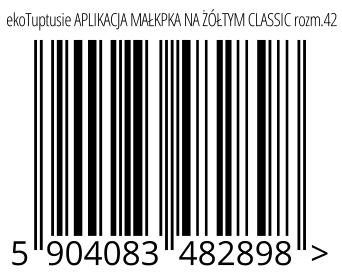 ekoTuptusie APLIKACJA MAŁKPKA NA ŻÓŁTYM CLASSIC rozm.42
5 904083 482898 >